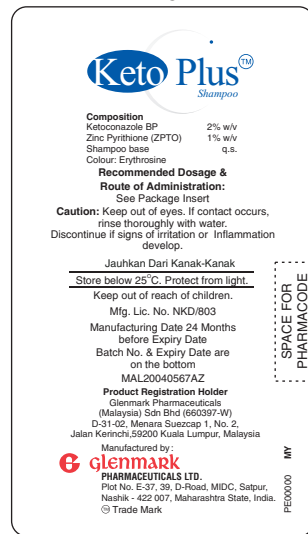 Keto Plus TM
Shampoo
Composition
Ketoconazole BP 2% w/v
Zinc Pyrithione (ZPTO) 1% w/v
Shampoo base q.s.
Colour: Erythrosine
Recommended Dosage &
Route of Administration:
See Package Insert
Caution: Keep out of eyes. If contact occurs,
rinse thoroughly with water.
Discontinue if signs of irritation or Inflammation
develop.
Jauhkan Dari Kanak-Kanak
Store below 25°C. Protect from light.
Keep out of reach of children.
Mfg. Lic. No. NKD/803
Manufacturing Date 24 Months
before Expiry Date
Batch No. & Expiry Date are
on the bottom
MAL20040567AZ
Product Registration Holder
Glenmark Pharmaceuticals
(Malaysia) Sdn Bhd (660397-W)
D-31-02, Menara Suezcap 1, No. 2,
Jalan Kerinchi,59200 Kuala Lumpur, Malaysia
Manufactured by:
glenmark
PHARMACEUTICALS LTD.
Plot No. E-37, 39, D-Road, MIDC, Satpur,
Nashik - 422 007, Maharashtra State, India.
TM Trade Mark
SPACE FOR
PHARMACODE
PE00000 MY